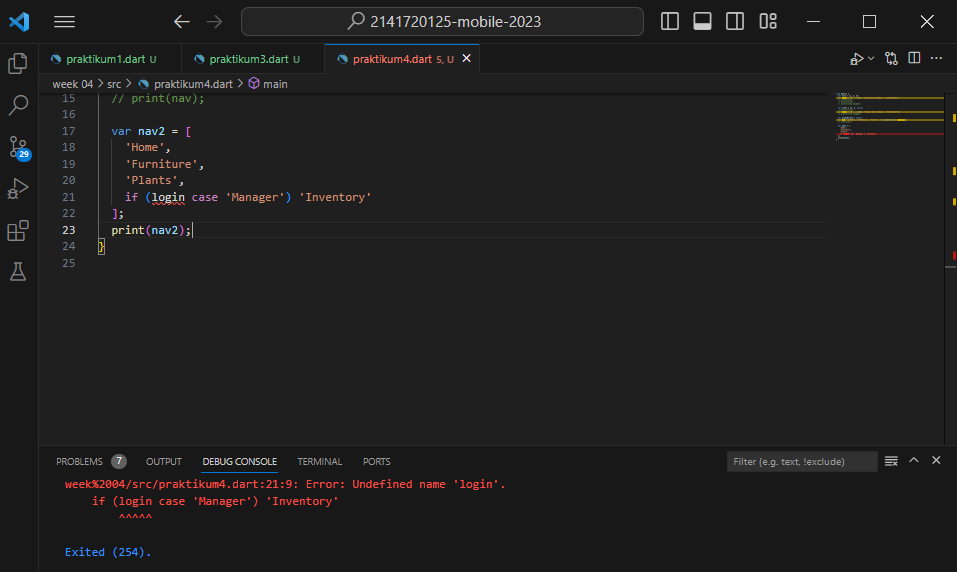 2141720125-mobile-2023
praktikum1.dart U praktikum3.dart U praktikum4.dart 5, U
week 04 > src > praktikum4.dart > main
15 // print(nav);
16
17 var nav2 = [
18 'Home',
19 'Furniture',
20 'Plants',
21 if (login case 'Manager') 'Inventory'
22 ];
23 print(nav2);
24 }
25
29
PROBLEMS 7 OUTPUT DEBUG CONSOLE TERMINAL PORTS Filter (e.g. text, !exclude)
week%2004/src/praktikum4.dart:21:9: Error: Undefined name 'login'.
if (login case 'Manager') 'Inventory'
^^^^^
Exited (254).